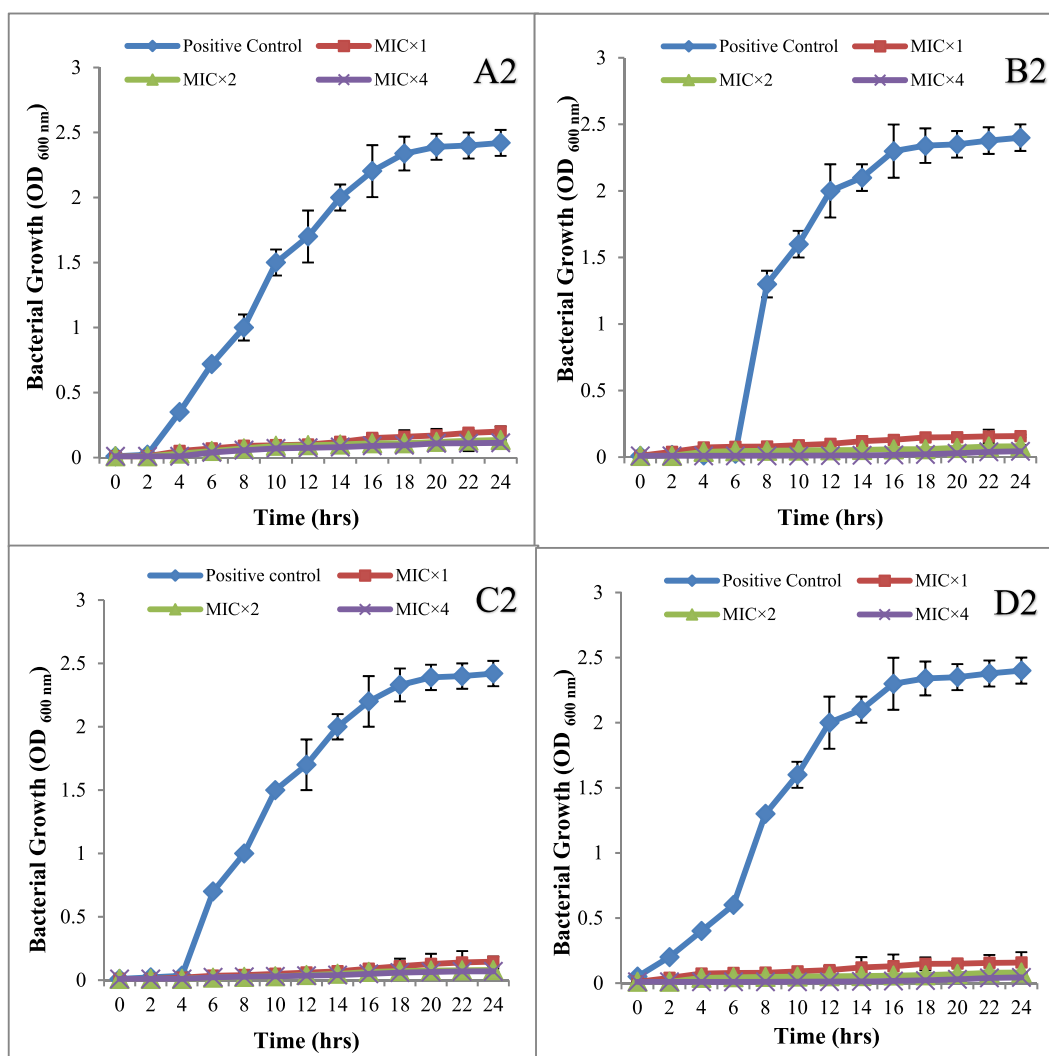 Positive Control MIC×1
MIC×2 MIC×4
A2
Bacterial Growth (OD 600 nm)
3
2.5
2
1.5
1
0.5
0
0 2 4 6 8 10 12 14 16 18 20 22 24
Time (hrs)
Positive Control MIC×1
MIC×2 MIC×4
B2
Bacterial Growth (OD 600 nm)
3
2.5
2
1.5
1
0.5
0
0 2 4 6 8 10 12 14 16 18 20 22 24
Time (hrs)
Positive control MIC×1
MIC×2 MIC×4
C2
Bacterial Growth (OD 600 nm)
3
2.5
2
1.5
1
0.5
0
0 2 4 6 8 10 12 14 16 18 20 22 24
Time (hrs)
Positive Control MIC×1
MIC×2 MIC×4
D2
Bacterial Growth (OD 600 nm)
3
2.5
2
1.5
1
0.5
0
0 2 4 6 8 10 12 14 16 18 20 22 24
Time (hrs)